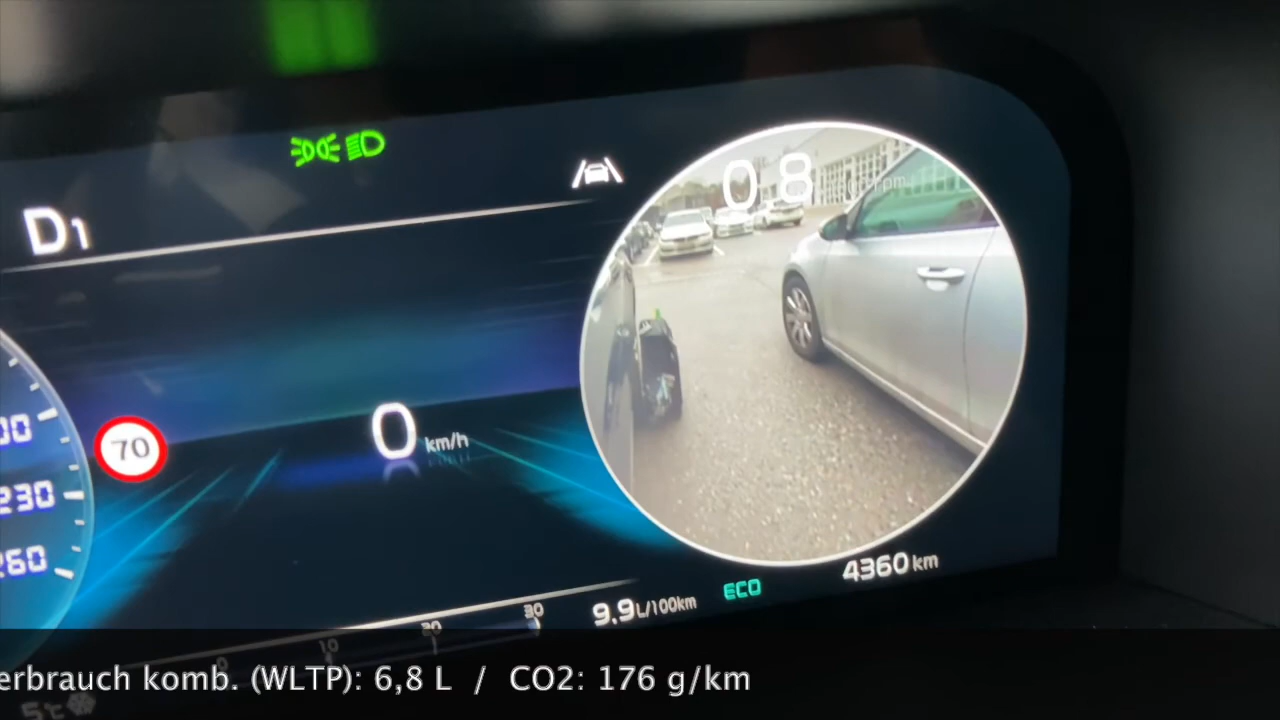 D1
0.8
70
0 km/h
230
260
4360 km
ECO
9.9 L/100km
30
20
10
erbrauch komb. (WLTP): 6,8 L / CO2: 176 g/km